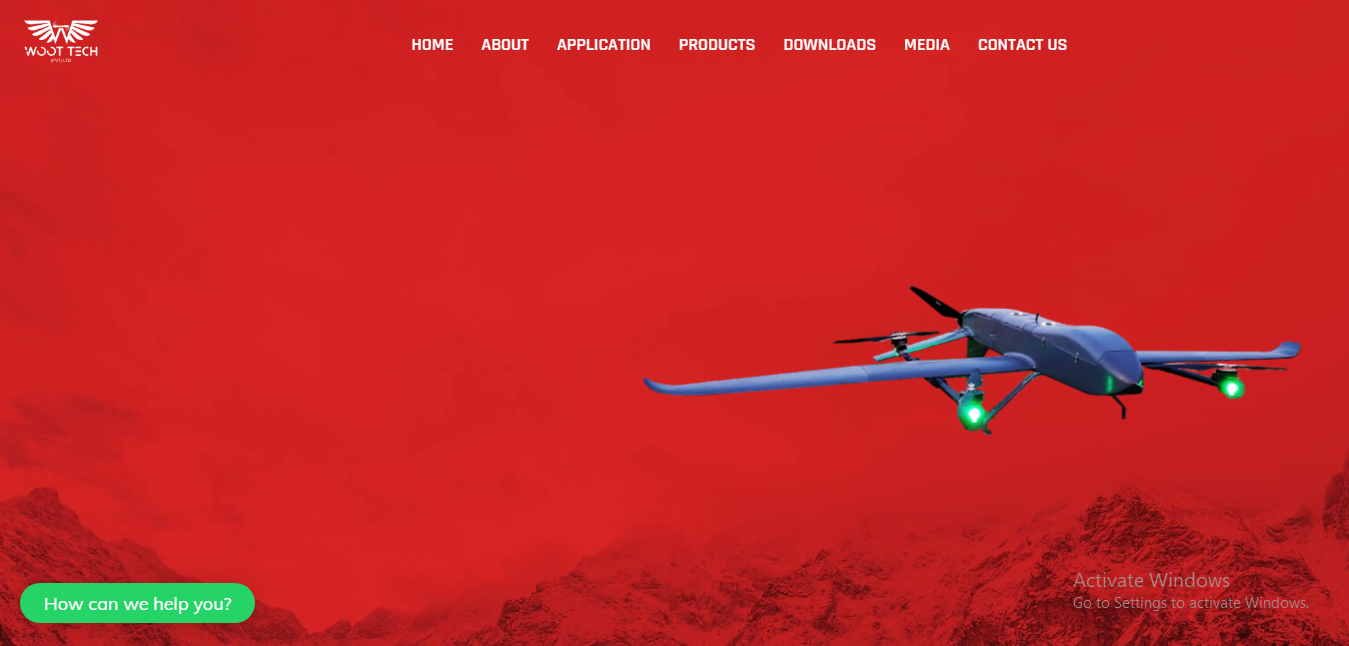 WOOT TECH
(PVT) LTD
HOME ABOUT APPLICATION PRODUCTS DOWNLOADS MEDIA CONTACT US
Activate Windows
Go to Settings to activate Windows.
How can we help you?